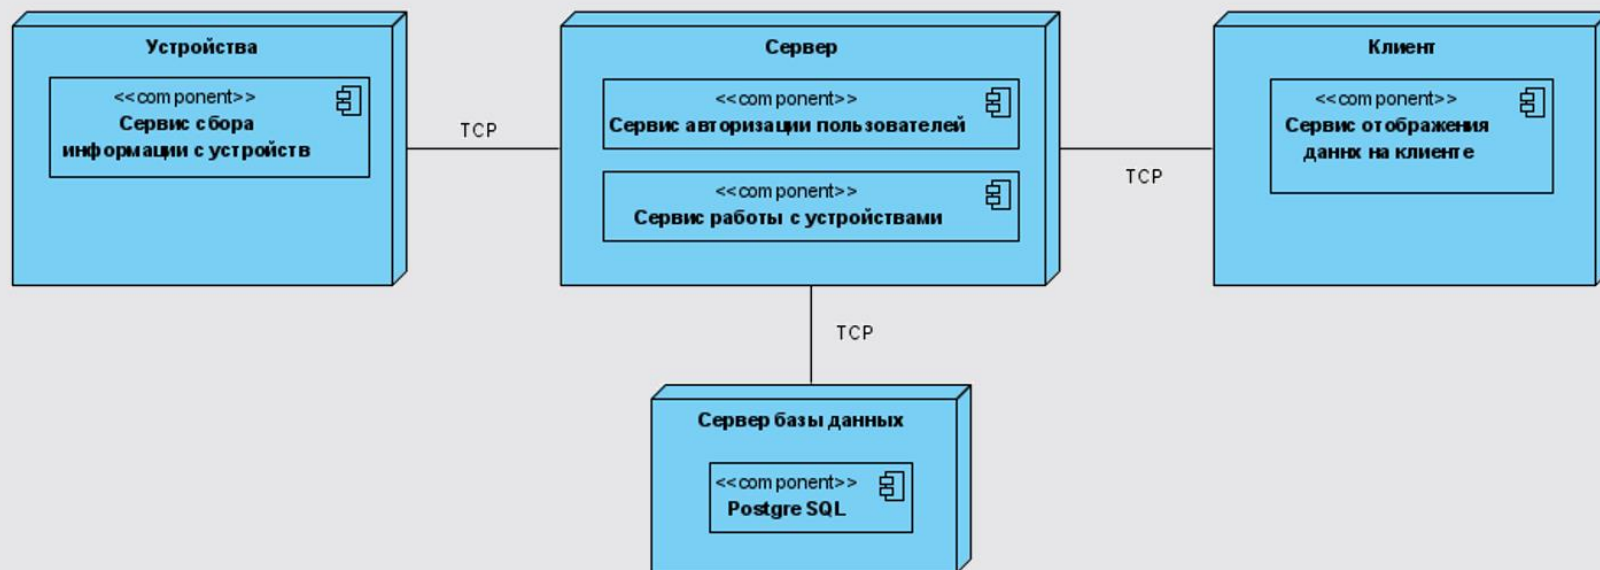 Устройства
<<component>>
Сервис сбора
информации с устройств
TCP
Сервер
<<component>>
Сервис авторизации пользователей
<<component>>
Сервис работы с устройствами
TCP
Клиент
<<component>>
Сервис отображения
даннх на клиенте
TCP
Сервер базы данных
<<component>>
Postgre SQL